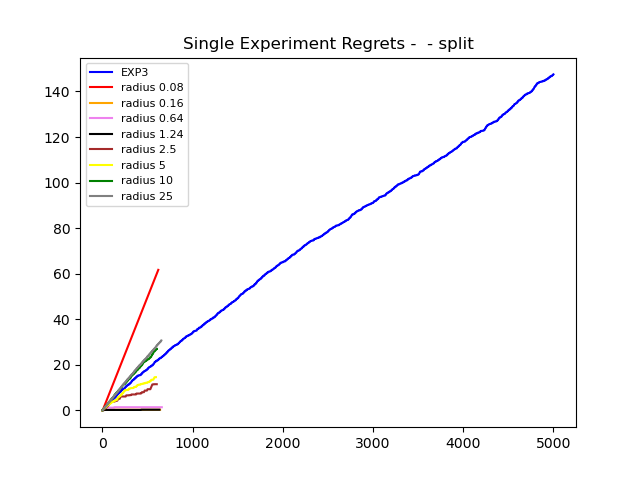 Single Experiment Regrets -  - split
EXP3
radius 0.08
radius 0.16
radius 0.64
radius 1.24
radius 2.5
radius 5
radius 10
radius 25
140
120
100
80
60
40
20
0
0 1000 2000 3000 4000 5000